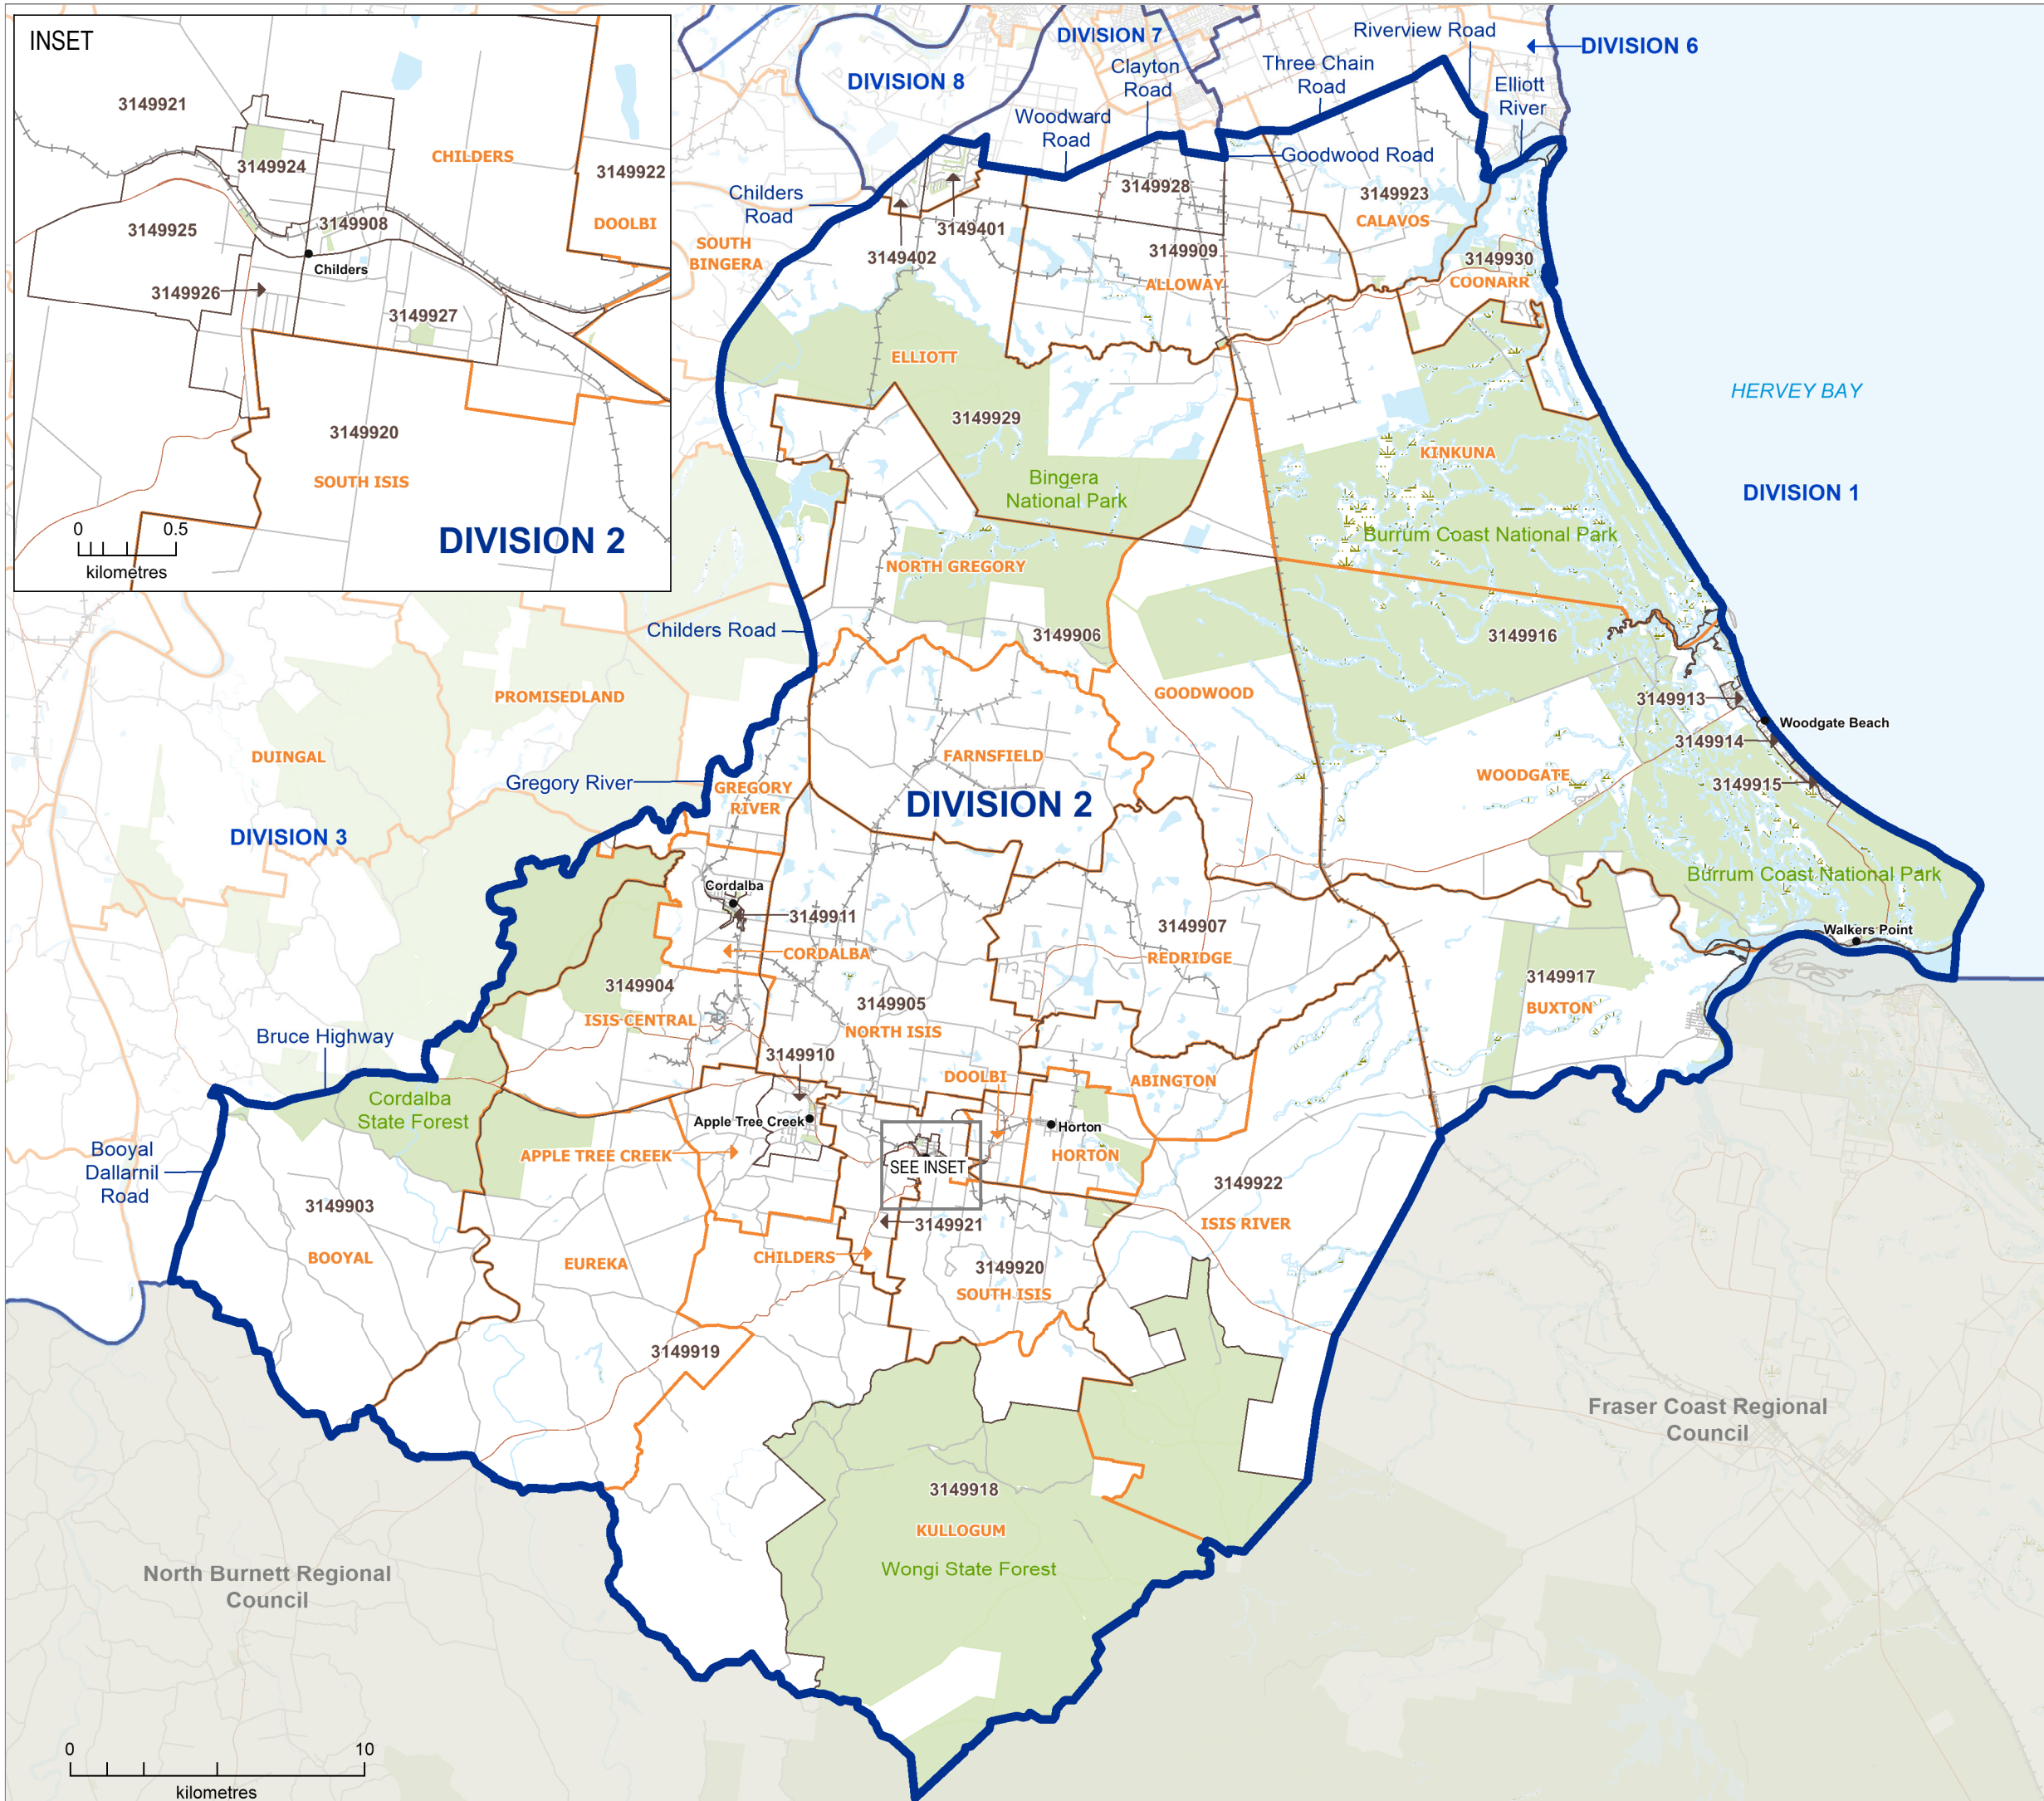 INSET
3149921
3149924
CHILDERS
3149922
3149925
3149908
DOOLBI
Childers
3149926
3149927
3149920
SOUTH ISIS
0 0.5
kilometres
DIVISION 2
DIVISION 7
Riverview Road
DIVISION 6
DIVISION 8
Clayton
Road
Three Chain
Road
Elliott
River
Woodward
Road
Goodwood Road
Childers
Road
3149928
3149923
CALAVOS
3149401
3149402
SOUTH
BINGERA
3149909
ALLOWAY
3149930
COONARR
ELLIOTT
3149929
HERVEY BAY
KINKUNA
Bingera
National Park
DIVISION 1
Burrum Coast National Park
NORTH GREGORY
Childers Road
3149906
3149916
PROMISEDLAND
GOODWOOD
3149913
Woodgate Beach
3149914
DUINGAL
FARNSFIELD
WOODGATE
3149915
Gregory River
GREGORY
RIVER
DIVISION 2
DIVISION 3
Burrum Coast National Park
Cordalba
3149911
3149907
Walkers Point
CORDALBA
REDRIDGE
3149904
3149917
ISIS CENTRAL
3149905
BUXTON
NORTH ISIS
Bruce Highway
3149910
DOOLBI
ABINGTON
Cordalba
State Forest
Apple Tree Creek
Horton
Booyal
Dallarnil
Road
APPLE TREE CREEK
SEE INSET
HORTON
3149903
3149922
3149921
ISIS RIVER
BOOYAL
EUREKA
CHILDERS
3149920
SOUTH ISIS
3149919
Fraser Coast Regional
Council
3149918
KULLOGUM
Wongi State Forest
North Burnett Regional
Council
0 10
kilometres